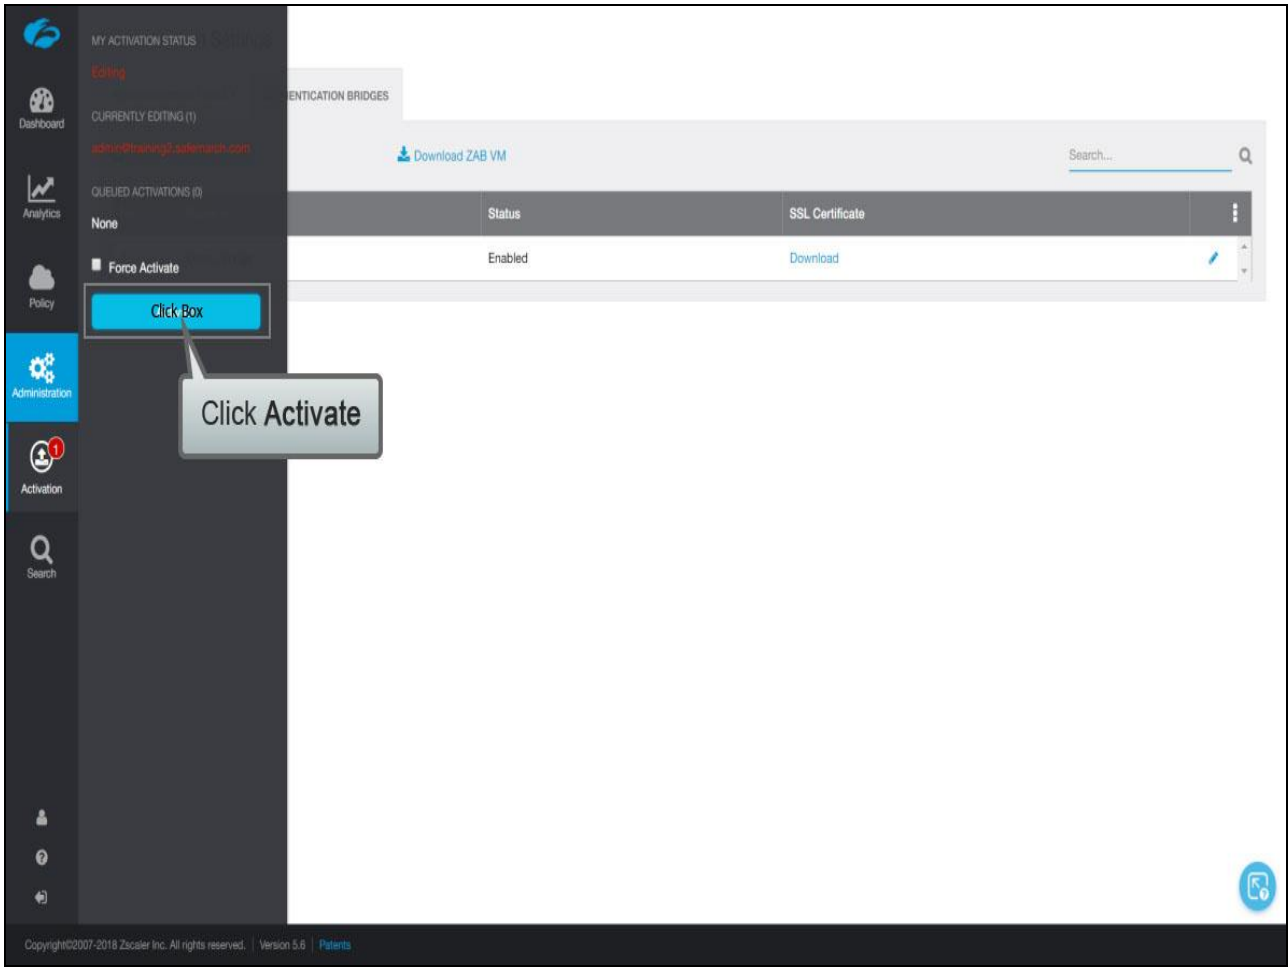 MY ACTIVATION STATUS
Editing
ENTICATION BRIDGES
Dashboard
CURRENTLY EDITING (1)
Download ZAB VM
Search...
QUEUED ACTIVATIONS (0)
Analytics
None
Status
SSL Certificate
Force Activate
Enabled
Download
Policy
Click Box
Administration
Click Activate
1
Activation
Search
Copyright©2007-2018 Zscaler Inc. All rights reserved. | Version 5.6 | Patents